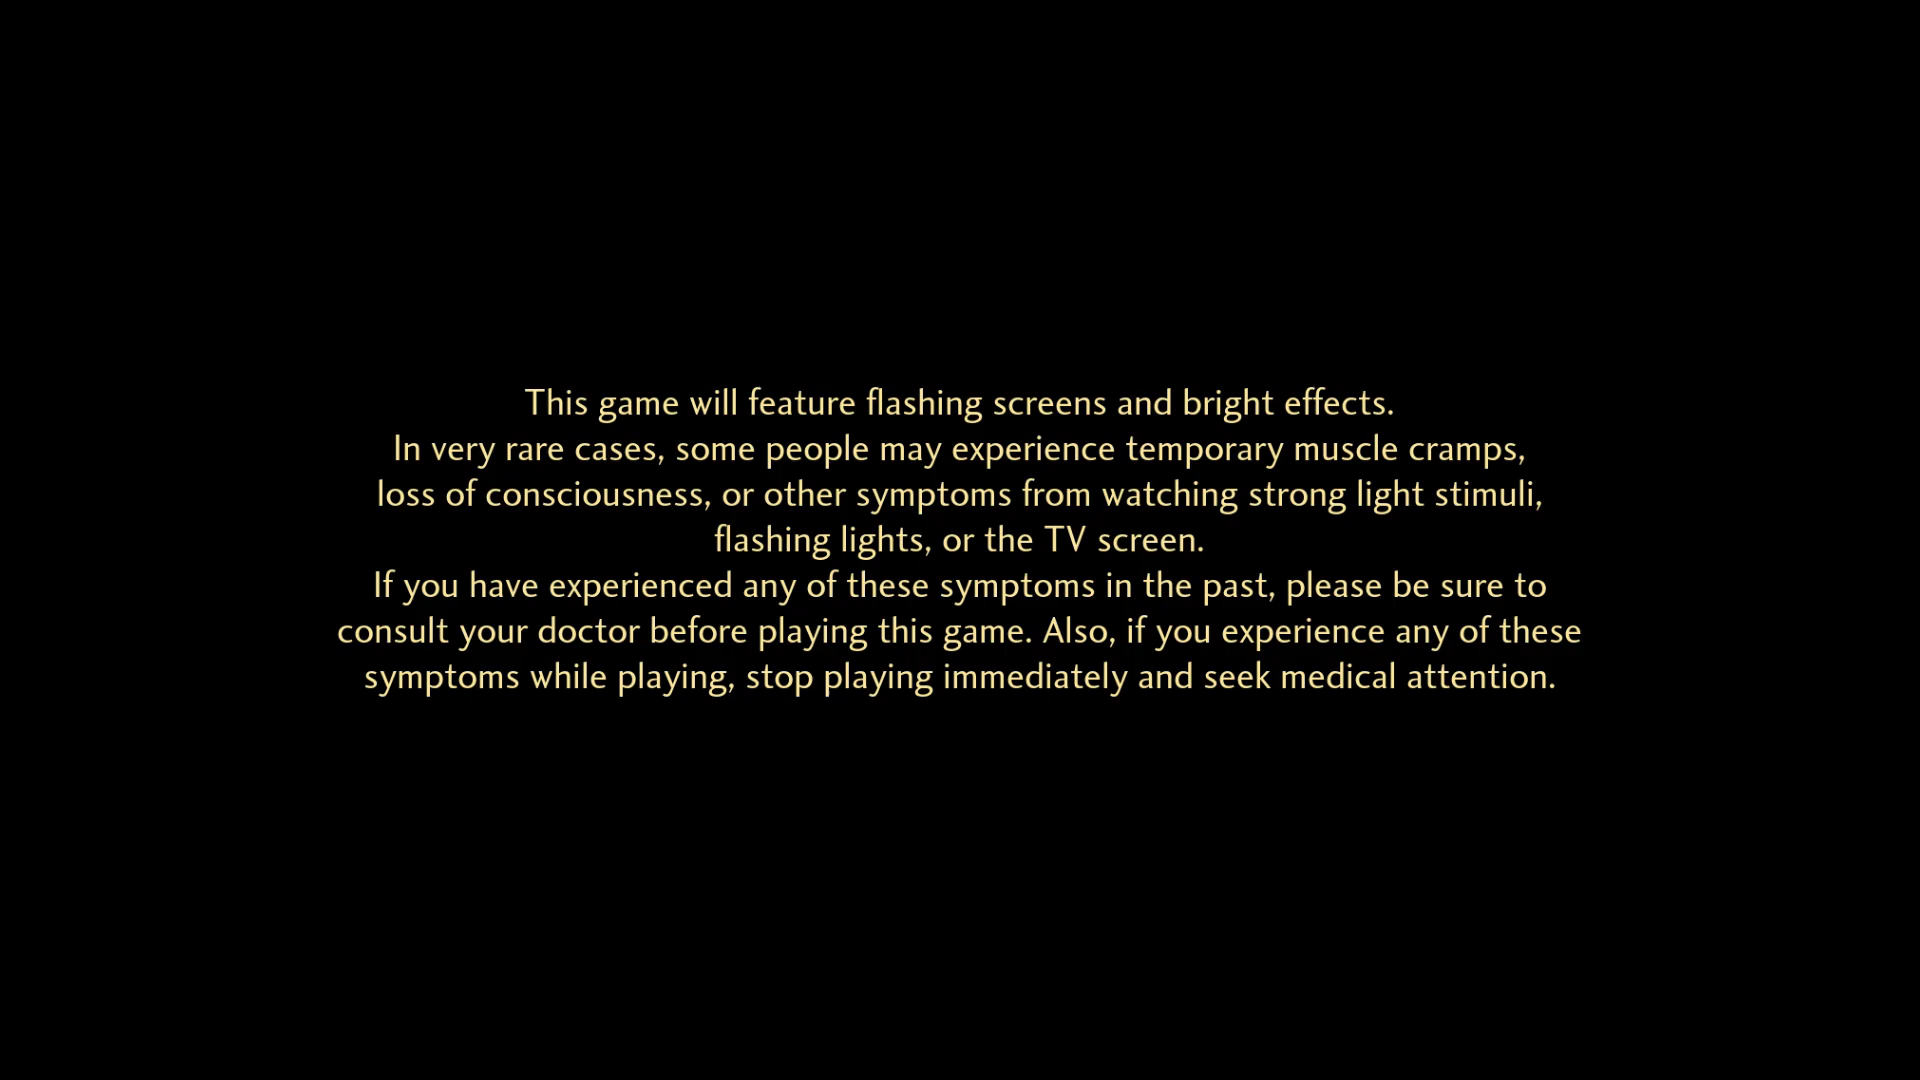 This game will feature flashing screens and bright effects.
In very rare cases, some people may experience temporary muscle cramps,
loss of consciousness, or other symptoms from watching strong light stimuli,
flashing lights, or the TV screen.
If you have experienced any of these symptoms in the past, please be sure to
consult your doctor before playing this game. Also, if you experience any of these
symptoms while playing, stop playing immediately and seek medical attention.